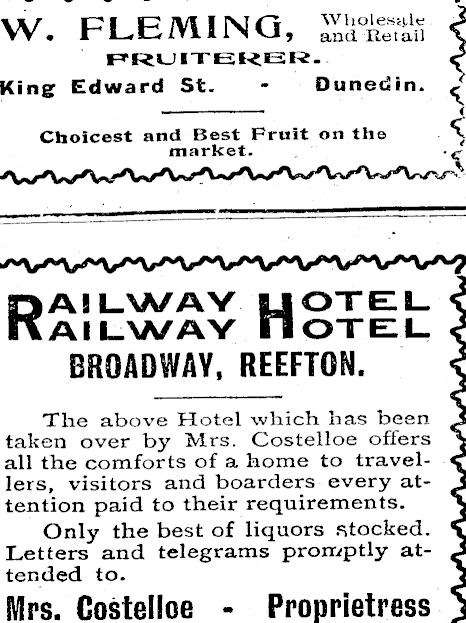 W. FLEMING, Wholesale
and Retail
FRUITERER.
King Edward St. - Dunedin.
Choicest and Best Fruit on the
market.
RAILWAY HOTEL
RAILWAY HOTEL
BROADWAY, REEFTON.
The above Hotel which has been
taken over by Mrs. Costelloe offers
all the comforts of a home to travel-
lers, visitors and boarders every at-
tention paid to their requirements.
Only the best of liquors stocked.
Letters and telegrams promptly at-
tended to.
Mrs. Costelloe - Proprietress